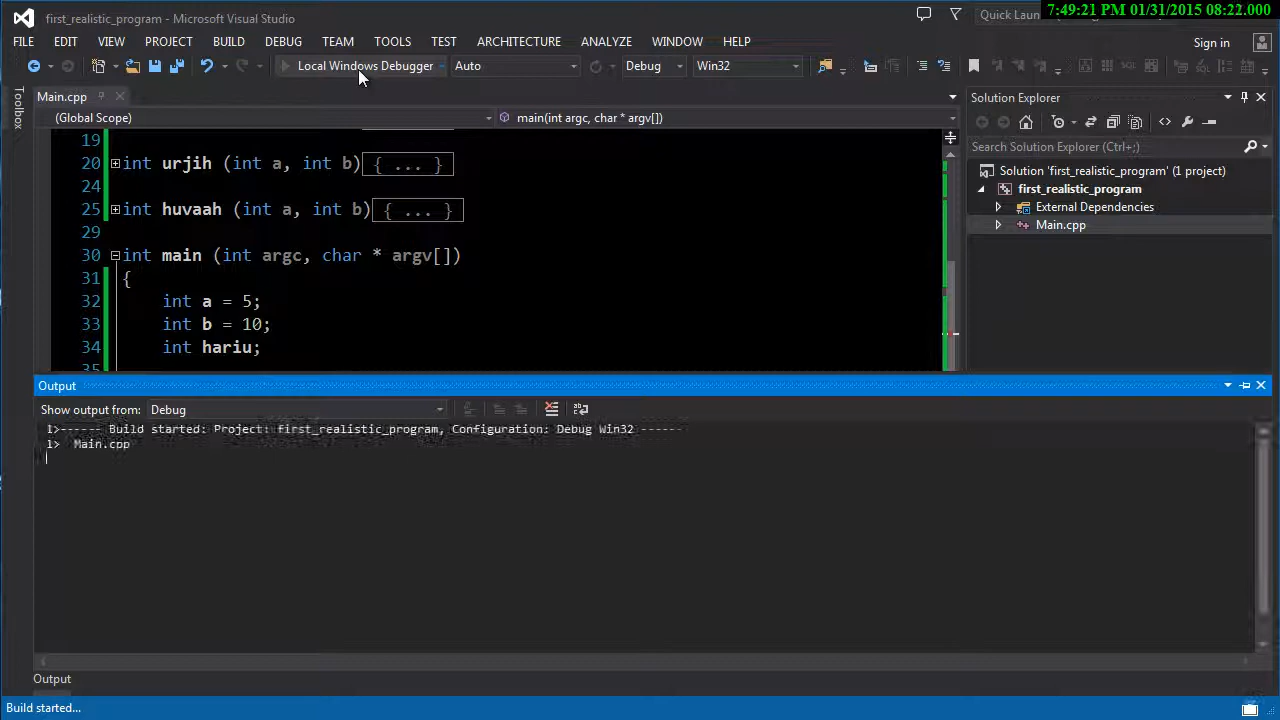 first_realistic_program - Microsoft Visual Studio
Quick Laun
7:49:21 PM 01/31/2015 08:22.000
FILE EDIT VIEW PROJECT BUILD DEBUG TEAM TOOLS TEST ARCHITECTURE ANALYZE WINDOW HELP
Sign in
Local Windows Debugger Auto Debug Win32
Toolbox
Main.cpp
(Global Scope) main(int argc, char * argv[])
19
20 int urjih (int a, int b){ ... }
24
25 int huvaah (int a, int b){ ... }
29
30 int main (int argc, char * argv[])
31 {
32 int a = 5;
33 int b = 10;
34 int hariu;
35
Solution Explorer
Search Solution Explorer (Ctrl+;)
Solution 'first_realistic_program' (1 project)
first_realistic_program
External Dependencies
Main.cpp
Output
Show output from: Debug
1>------ Build started: Project: first_realistic_program, Configuration: Debug Win32 ------
1> Main.cpp
Output
Build started...